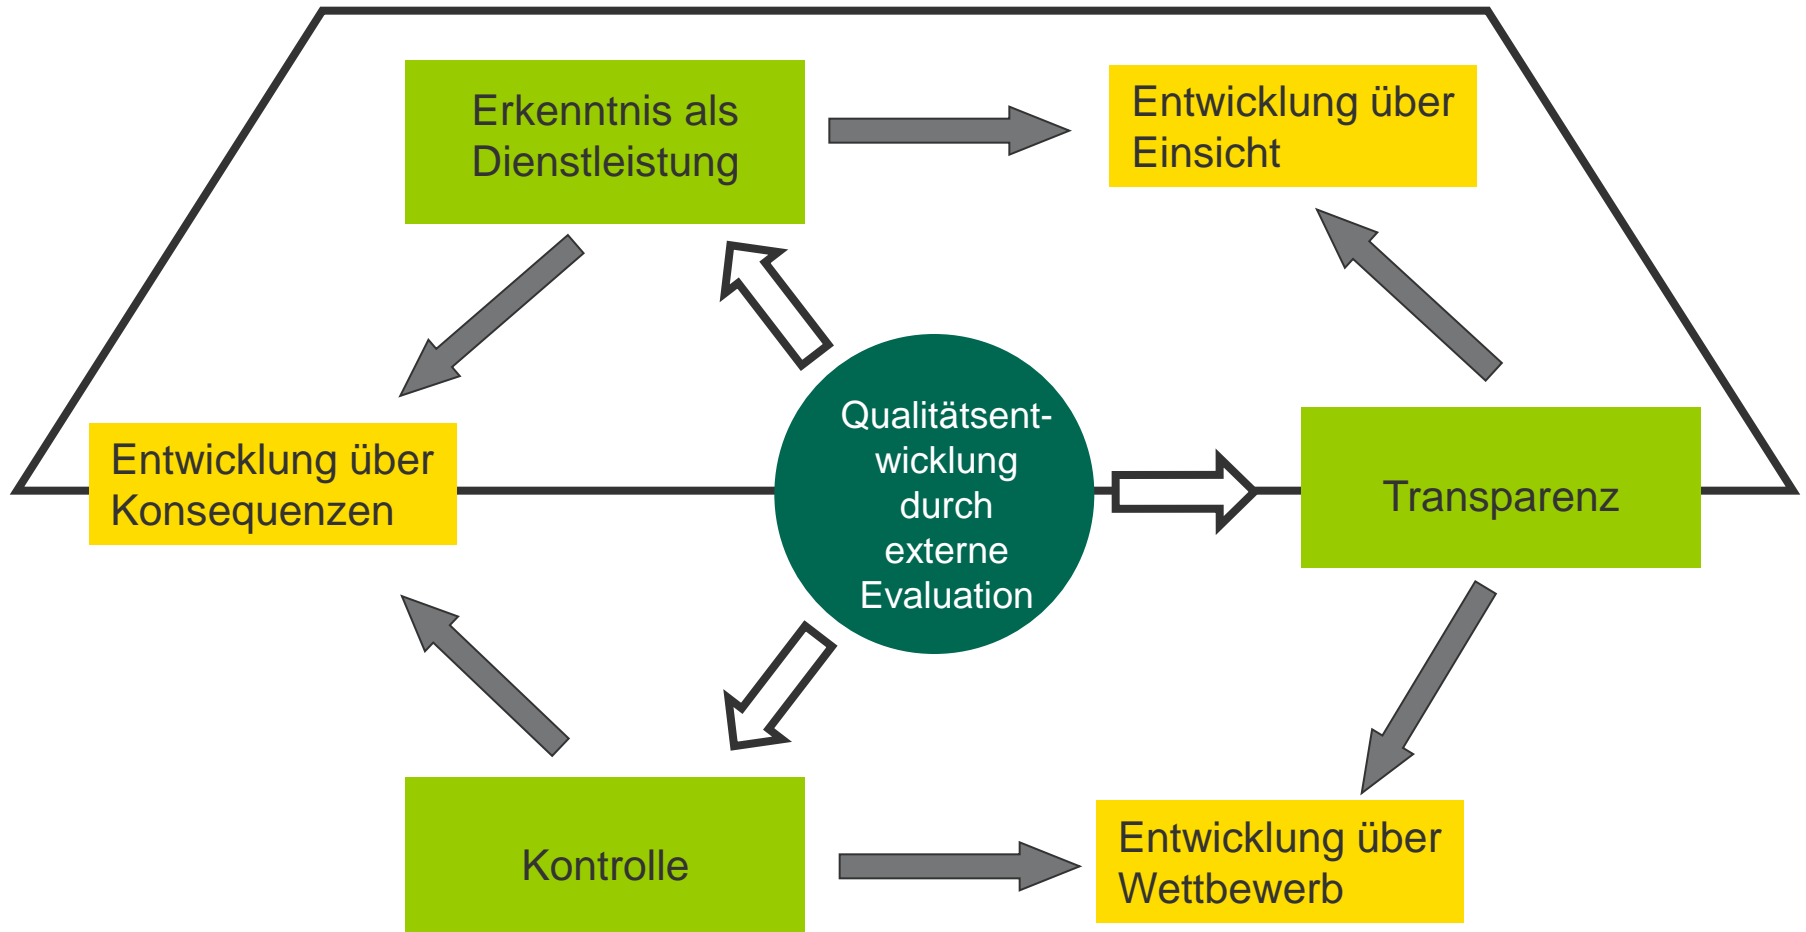 Erkenntnis als
Dienstleistung
Entwicklung über
Einsicht
Entwicklung über
Konsequenzen
Qualitätsent-
wicklung
durch
externe
Evaluation
Transparenz
Kontrolle
Entwicklung über
Wettbewerb